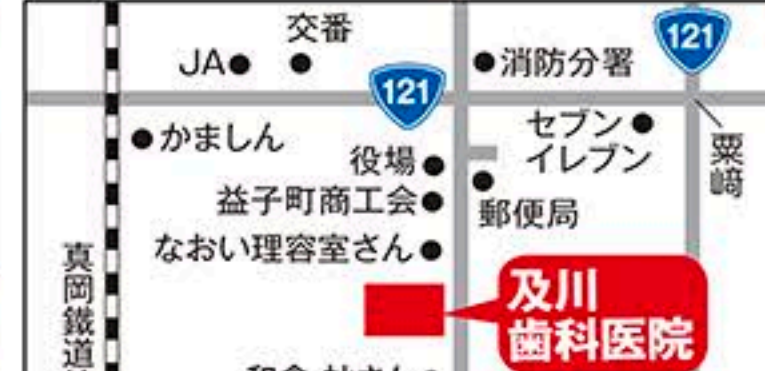 交番
JA
121
消防分署
121
かましん
セブン
イレブン
粟崎
役場
郵便局
益子町商工会
なおい理容室さん
真岡鐵道
及川
歯科医院